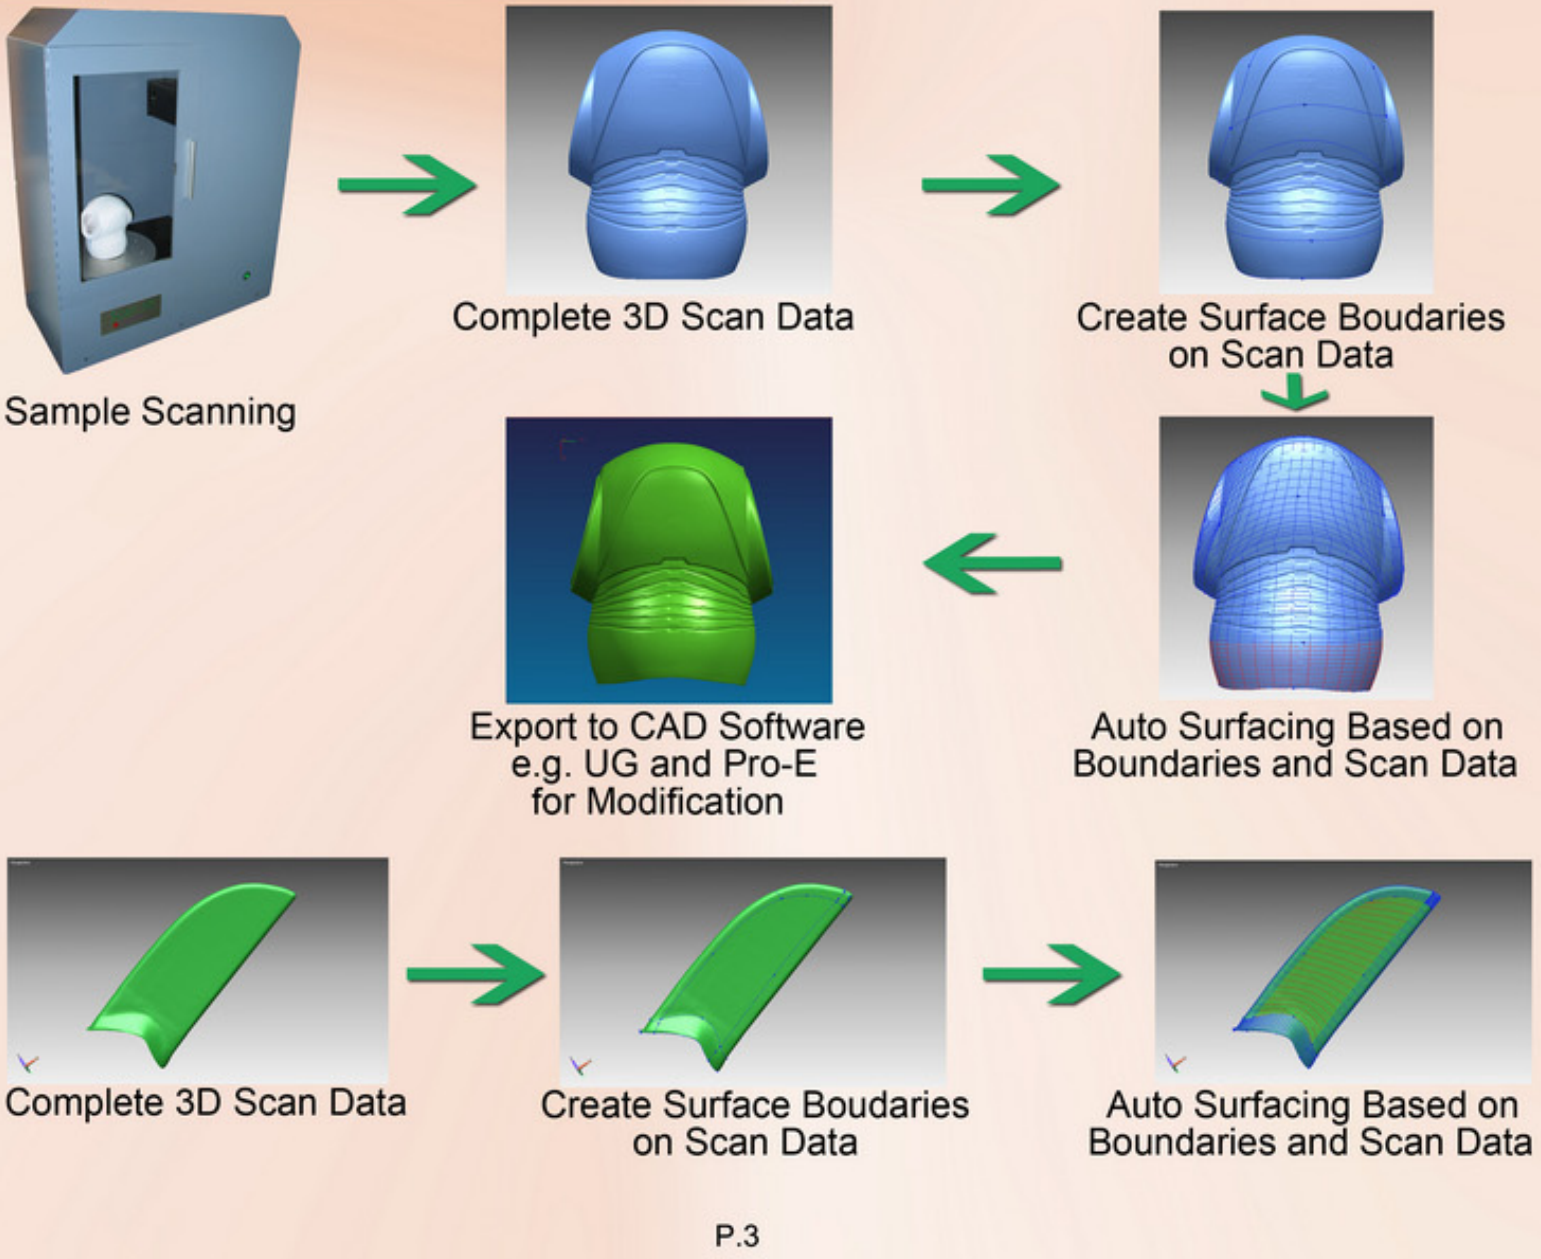 Complete 3D Scan Data
Create Surface Boudaries
on Scan Data
Sample Scanning
Export to CAD Software
e.g. UG and Pro-E
for Modification
Auto Surfacing Based on
Boundaries and Scan Data
Complete 3D Scan Data
Create Surface Boudaries
on Scan Data
Auto Surfacing Based on
Boundaries and Scan Data
P.3